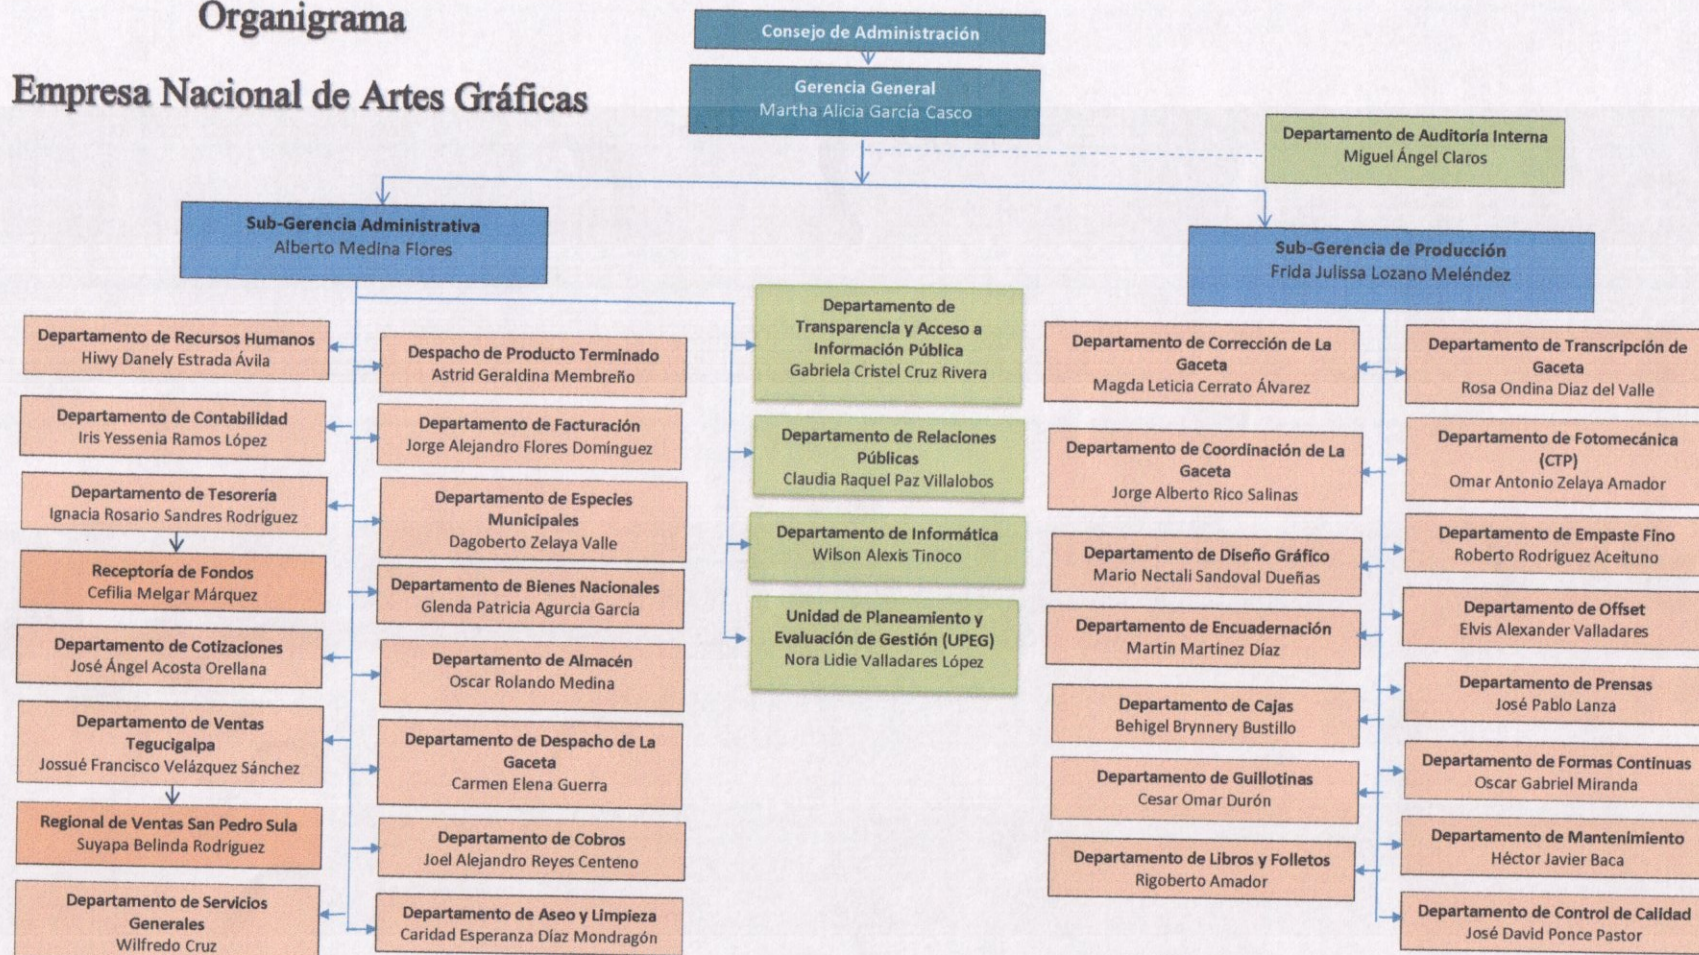 Organigrama
Empresa Nacional de Artes Gráficas
Consejo de Administración
Gerencia General
Martha Alicia García Casco
Departamento de Auditoría Interna
Miguel Ángel Claros
Sub-Gerencia Administrativa
Alberto Medina Flores
Sub-Gerencia de Producción
Frida Julissa Lozano Meléndez
Departamento de Recursos Humanos
Hiwy Danely Estrada Ávila
Departamento de Contabilidad
Iris Yessenia Ramos López
Departamento de Tesorería
Ignacia Rosario Sandres Rodríguez
Receptoría de Fondos
Cefilia Melgar Márquez
Departamento de Cotizaciones
José Ángel Acosta Orellana
Departamento de Ventas
Tegucigalpa
Jossué Francisco Velázquez Sánchez
Regional de Ventas San Pedro Sula
Suyapa Belinda Rodriguez
Departamento de Servicios
Generales
Wilfredo Cruz
Despacho de Producto Terminado
Astrid Geraldina Membreño
Departamento de Facturación
Jorge Alejandro Flores Domínguez
Departamento de Especies
Municipales
Dagoberto Zelaya Valle
Departamento de Bienes Nacionales
Glenda Patricia Agurcia García
Departamento de Almacén
Oscar Rolando Medina
Departamento de Despacho de La
Gaceta
Carmen Elena Guerra
Departamento de Cobros
Joel Alejandro Reyes Centeno
Departamento de Aseo y Limpieza
Caridad Esperanza Díaz Mondragón
Departamento de
Transparencia y Acceso a
Información Pública
Gabriela Cristel Cruz Rivera
Departamento de Relaciones
Públicas
Claudia Raquel Paz Villalobos
Departamento de Informática
Wilson Alexis Tinoco
Unidad de Planeamiento y
Evaluación de Gestión (UPEG)
Nora Lidie Valladares López
Departamento de Corrección de La
Gaceta
Magda Leticia Cerrato Álvarez
Departamento de Coordinación de La
Gaceta
Jorge Alberto Rico Salinas
Departamento de Diseño Gráfico
Mario Nectali Sandoval Dueñas
Departamento de Encuadernación
Martin Martinez Díaz
Departamento de Cajas
Behigel Brynnery Bustillo
Departamento de Guillotinas
Cesar Omar Durón
Departamento de Libros y Folletos
Rigoberto Amador
Departamento de Transcripción de
Gaceta
Rosa Ondina Diaz del Valle
Departamento de Fotomecánica
(CTP)
Omar Antonio Zelaya Amador
Departamento de Empaste Fino
Roberto Rodriguez Aceituno
Departamento de Offset
Elvis Alexander Valladares
Departamento de Prensas
José Pablo Lanza
Departamento de Formas Continuas
Oscar Gabriel Miranda
Departamento de Mantenimiento
Héctor Javier Baca
Departamento de Control de Calidad
José David Ponce Pastor